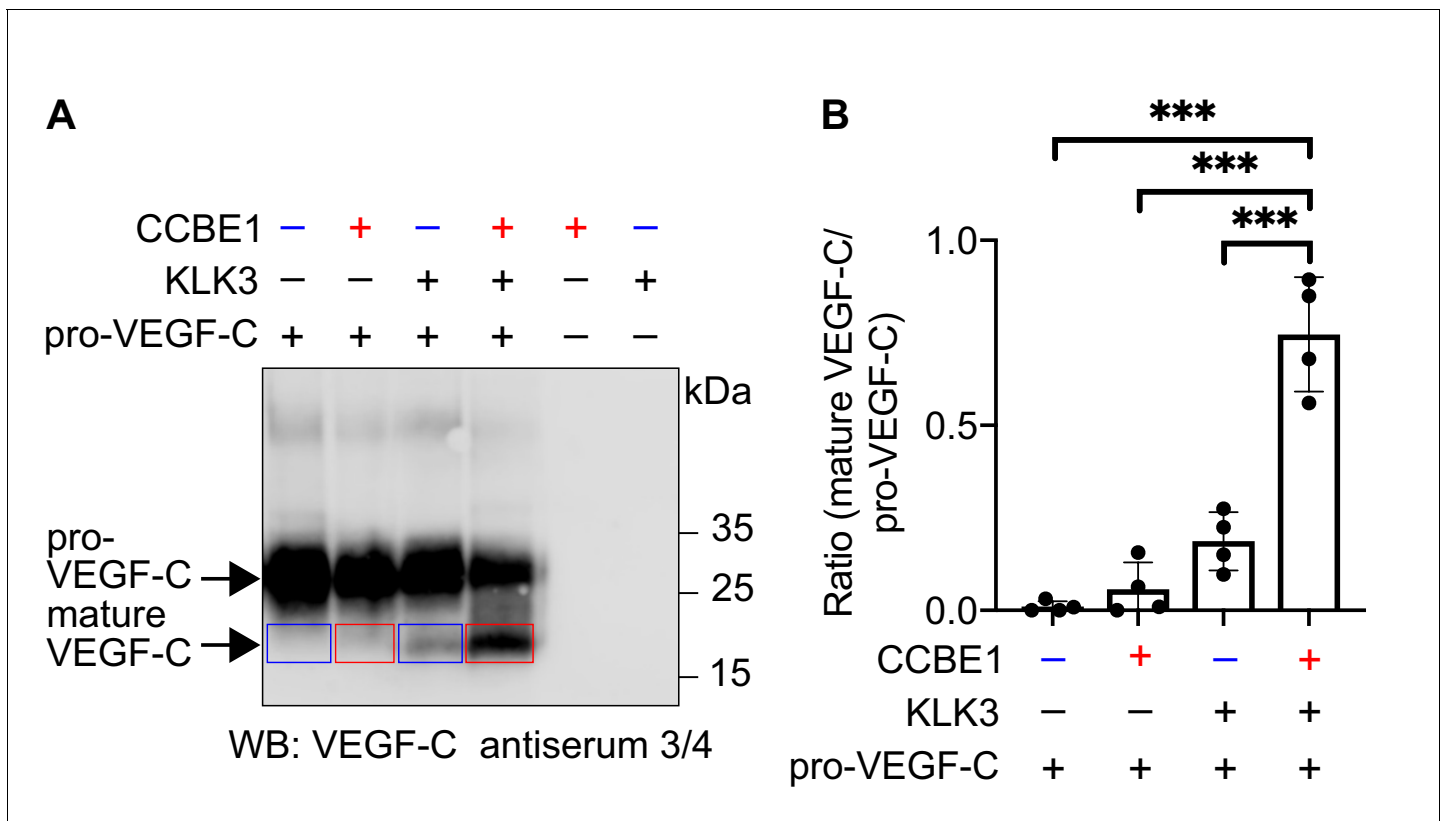 A
CCBE1 – + – + + –
KLK3 – – + + – +
pro-VEGF-C + + + + – –
kDa
35
25
15
pro-
VEGF-C
mature
VEGF-C
WB: VEGF-C antiserum 3/4
B
***
***
***
Ratio (mature VEGF-C/
pro-VEGF-C)
1.0
0.5
0.0
CCBE1 – + – +
KLK3 – – + +
pro-VEGF-C + + + +